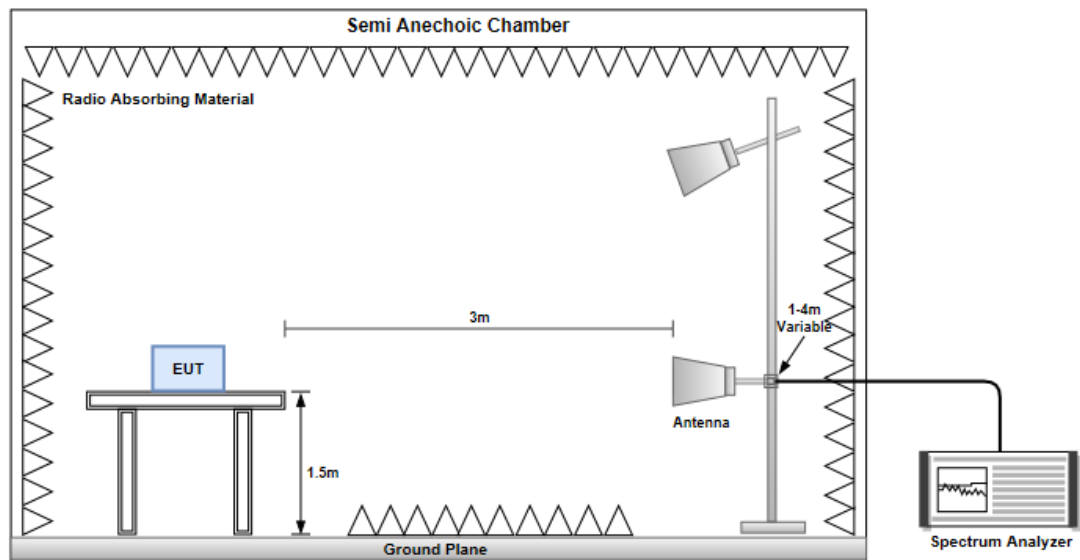 Semi Anechoic Chamber
Radio Absorbing Material
3m
1-4m
Variable
EUT
Antenna
1.5m
Ground Plane
Spectrum Analyzer